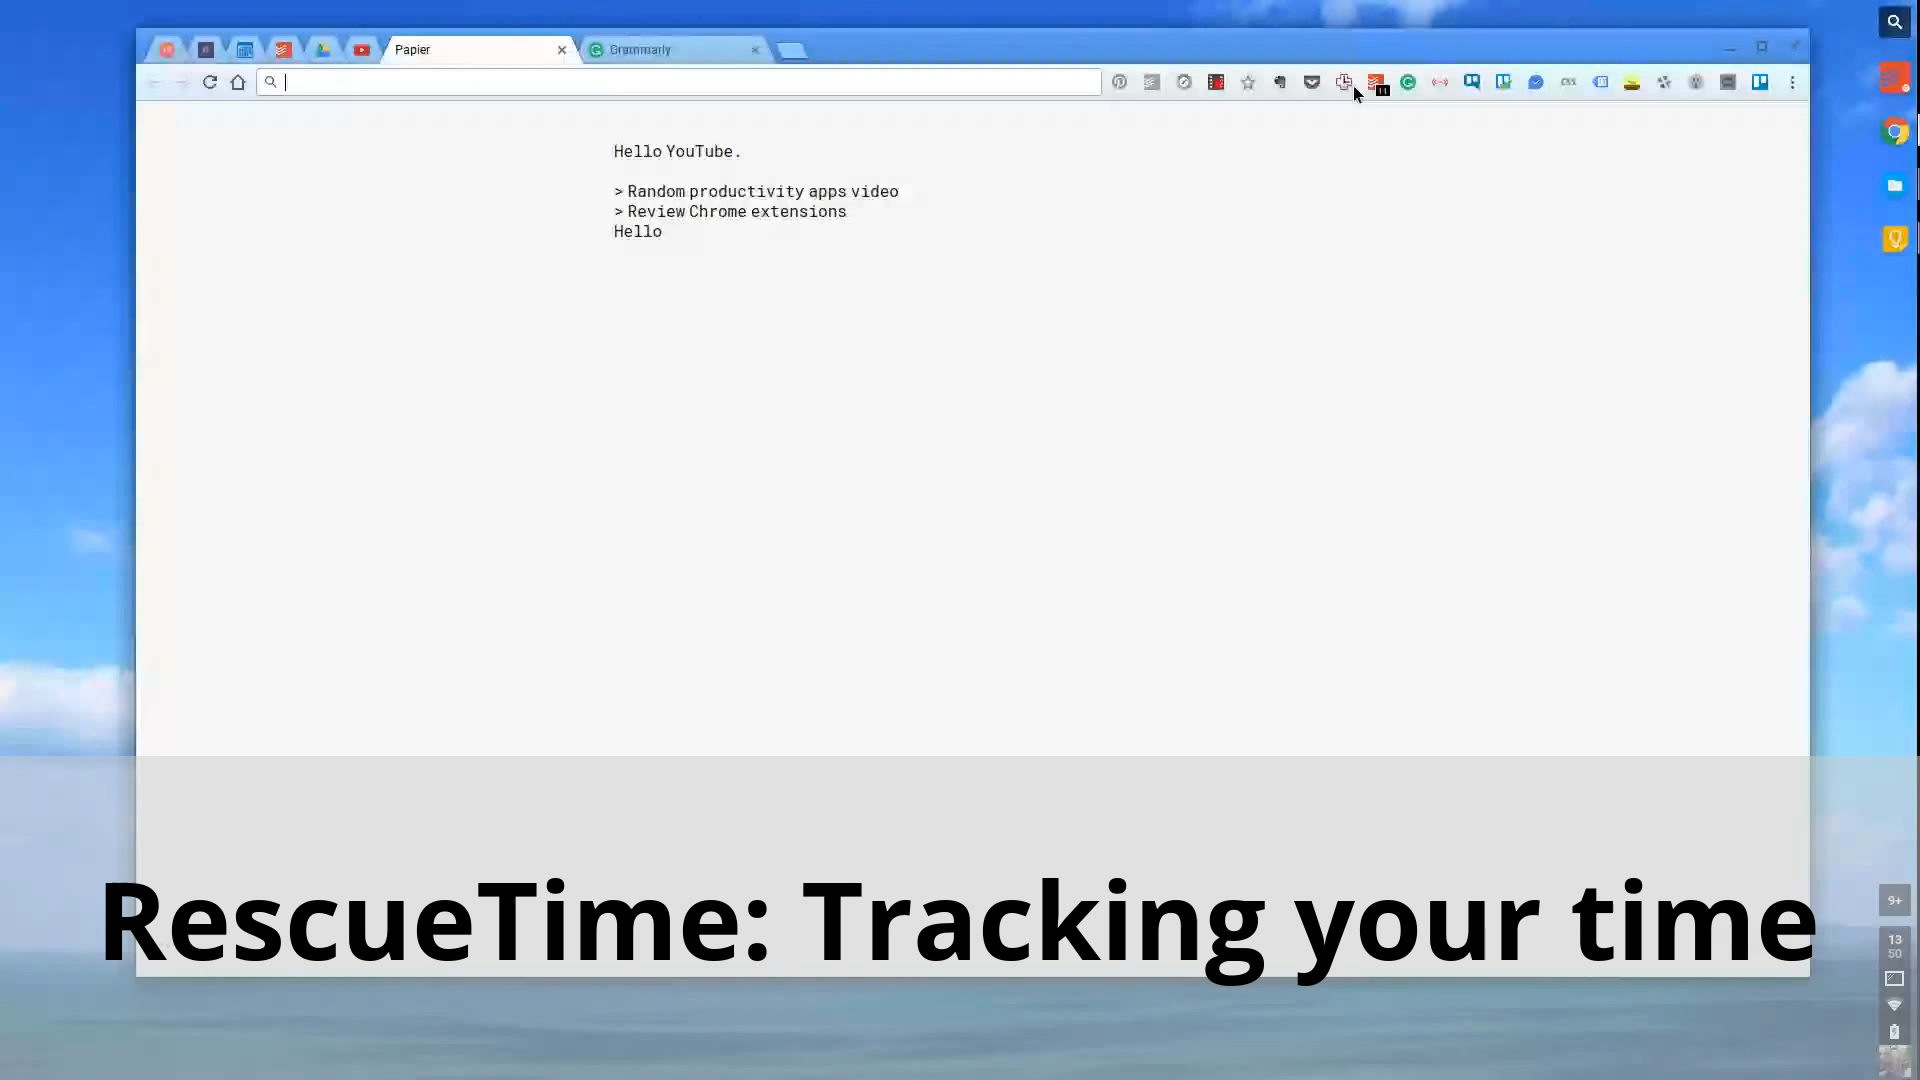 Papier
Grammarly
11
Hello YouTube.
> Random productivity apps video
> Review Chrome extensions
Hello
RescueTime: Tracking your time
9+
13
50